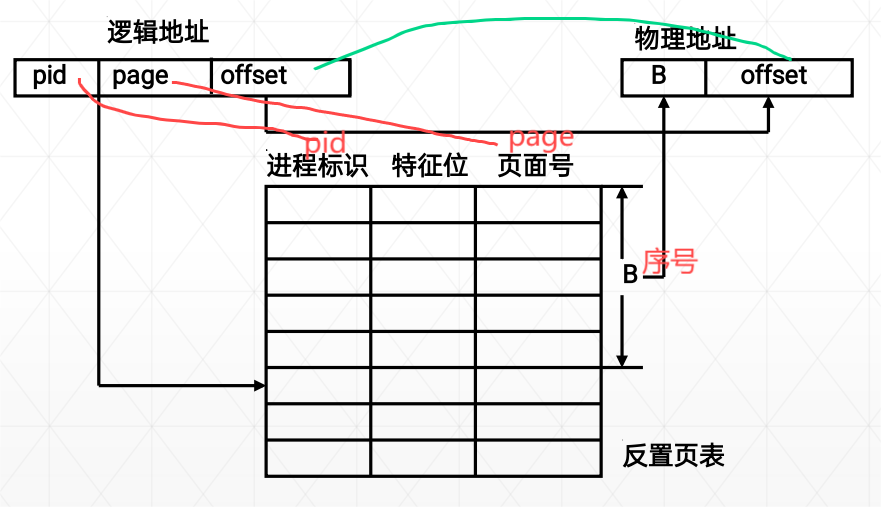 逻辑地址
物理地址
pid page offset
B offset
pid page
进程标识 特征位 页面号
B 序号
反置页表